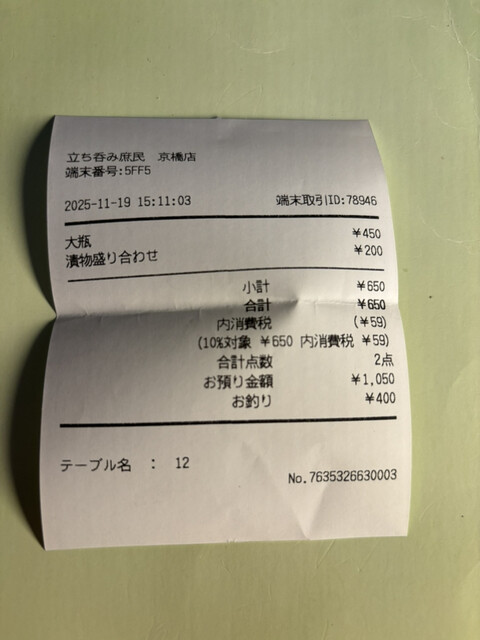 立ち呑み庶民　京橋店
端末番号:5FF5
2025-11-19 15:11:03 端末取引ID:78946
大瓶 ¥450
漬物盛り合わせ ¥200
小計 ¥650
合計 ¥650
内消費税 (¥59)
(10%対象 ¥650 内消費税 ¥59)
合計点数 2点
お預り金額 ¥1,050
お釣り ¥400
テーブル名 : 12
No.7635326630003